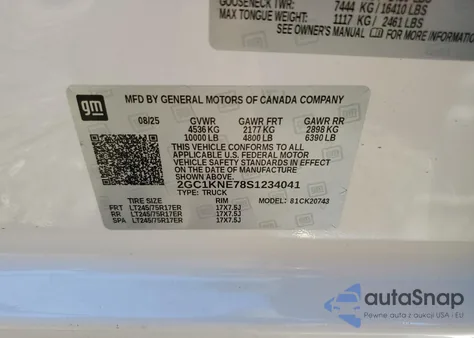 GOOSENECK TWR:
7444 KG/16410 LBS
MAX TONGUE WEIGHT:
1117 KG / 2461 LBS
SEE OWNER'S MANUAL FOR MORE INFORMATION
gm
MFD BY GENERAL MOTORS OF CANADA COMPANY
08/25 GVWR GAWR FRT GAWR RR
4536 KG 2177 KG 2898 KG
10000 LB 4800 LB 6390 LB
THIS VEHICLE CONFORMS TO ALL
APPLICABLE U.S. FEDERAL MOTOR
VEHICLE SAFETY STANDARDS IN EFFECT
ON THE DATE OF MANUFACTURE SHOWN ABOVE.
2GC1KNE78S1234041
TYPE: TRUCK
TIRE SIZE RIM MODEL: 81CK20743
FRT LT245/75R17ER 17X7.5J
RR LT245/75R17ER 17X7.5J
SPA LT245/75R17ER 17X7.5J
autaSnap
Pewne auto z aukcji USA i EU